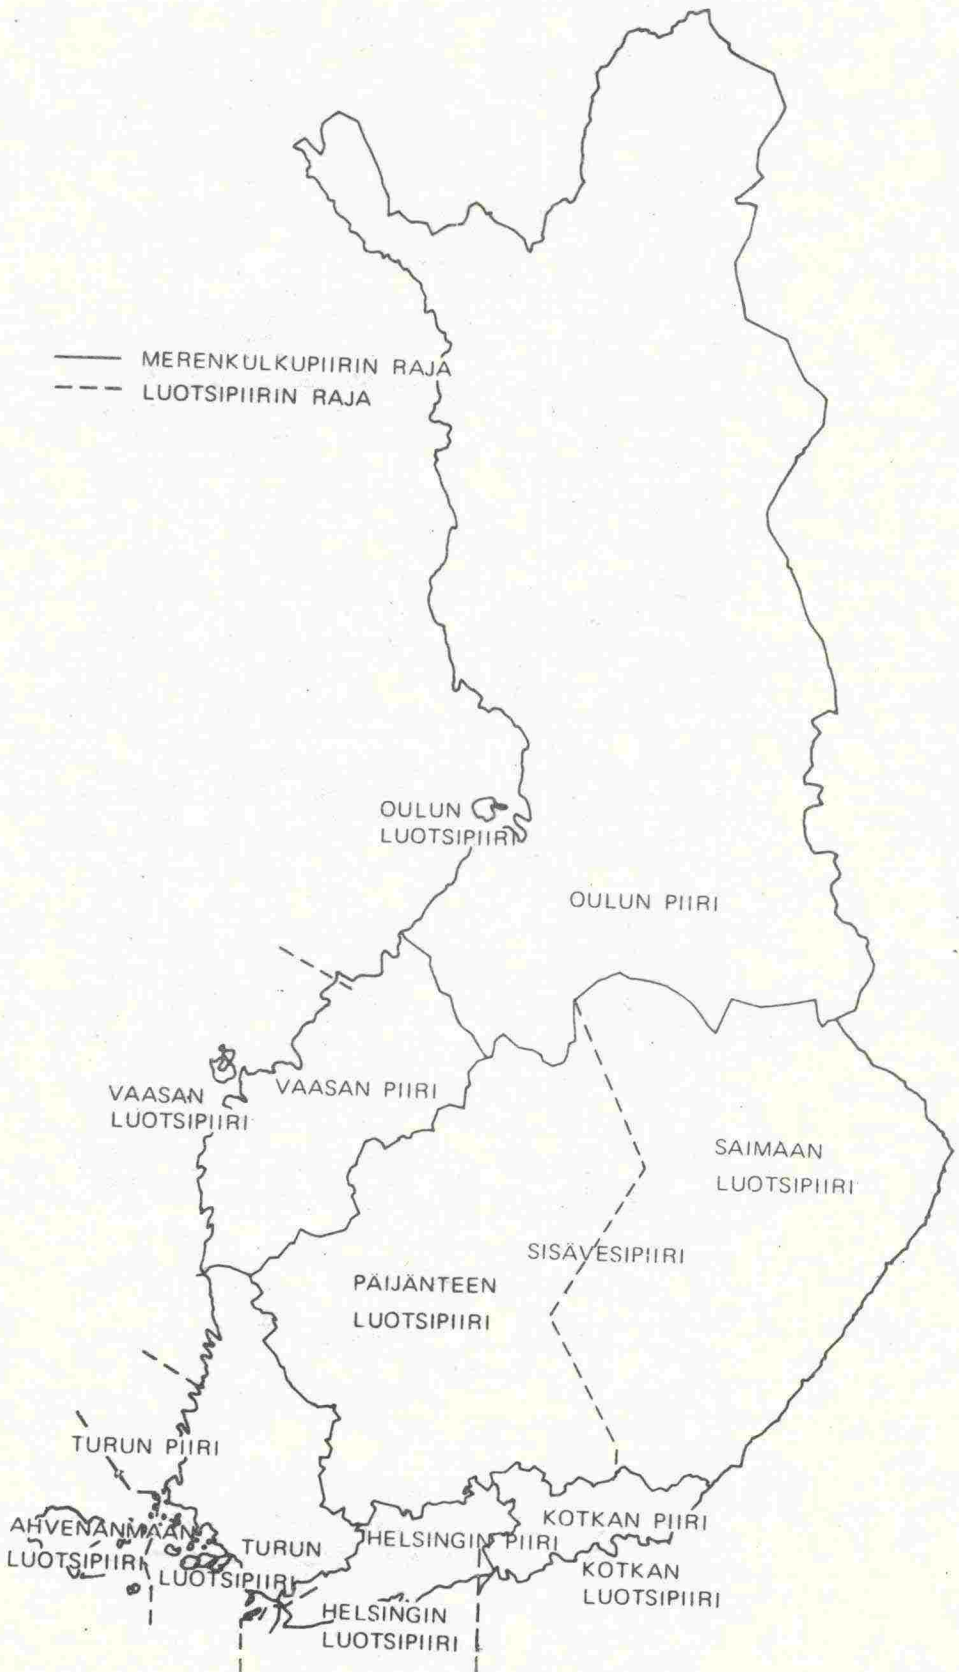 MERENKULKUPIIRIN RAJA
LUOTSIPIIRIN RAJA
OULUN
LUOTSIPIIRI
OULUN PIIRI
VAASAN PIIRI
VAASAN
LUOTSIPIIRI
SAIMAAN
LUOTSIPIIRI
SISÄVESIPIIRI
PÄIJÄNTEEN
LUOTSIPIIRI
TURUN PIIRI
AHVENANMAAN
LUOTSIPIIRI
TURUN
LUOTSIPIIRI
HELSINGIN PIIRI
KOTKAN PIIRI
KOTKAN
LUOTSIPIIRI
HELSINGIN
LUOTSIPIIRI